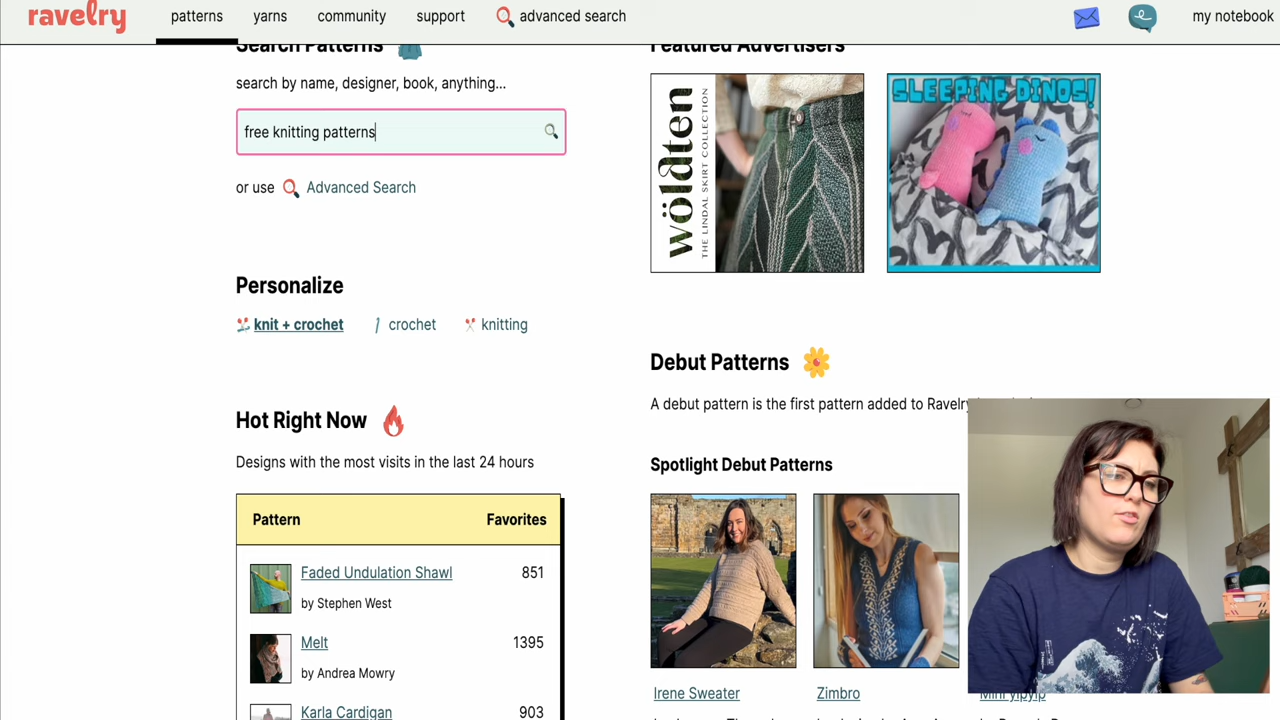 ravelry
patterns
yarns
community
support
advanced search
my notebook
Search Patterns
search by name, designer, book, anything...
free knitting patterns
or use Advanced Search
Personalize
knit + crochet
crochet
knitting
Hot Right Now
Designs with the most visits in the last 24 hours
Pattern Favorites
Faded Undulation Shawl 851
by Stephen West
Melt 1395
by Andrea Mowry
Karla Cardigan 903
Featured Advertisers
wöldten
THE LINDAL SKIRT COLLECTION
SLEEPING DINOS!
Debut Patterns
A debut pattern is the first pattern added to Ravelry
Spotlight Debut Patterns
Irene Sweater
Zimbro